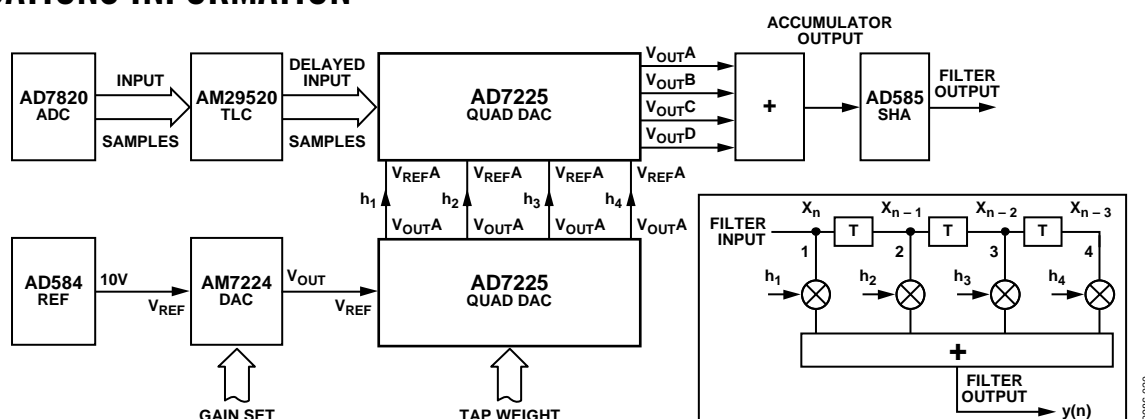 ACCUMULATOR
OUTPUT
AD7820
ADC
INPUT
SAMPLES
AM29520
TLC
DELAYED
INPUT
SAMPLES
AD7225
QUAD DAC
VOUTA
VOUTB
VOUTC
VOUTD
+
AD585
SHA
FILTER
OUTPUT
VREFA
VREFA
VREFA
VREFA
h1
h2
h3
h4
VOUTA
VOUTA
VOUTA
VOUTA
AD584
REF
10V
VREF
AM7224
DAC
VOUT
VREF
AD7225
QUAD DAC
GAIN SET
TAP WEIGHT
FILTER
INPUT
Xn
Xn – 1
Xn – 2
Xn – 3
T
T
T
1
2
3
4
h1
h2
h3
h4
+
FILTER
OUTPUT
y(n)